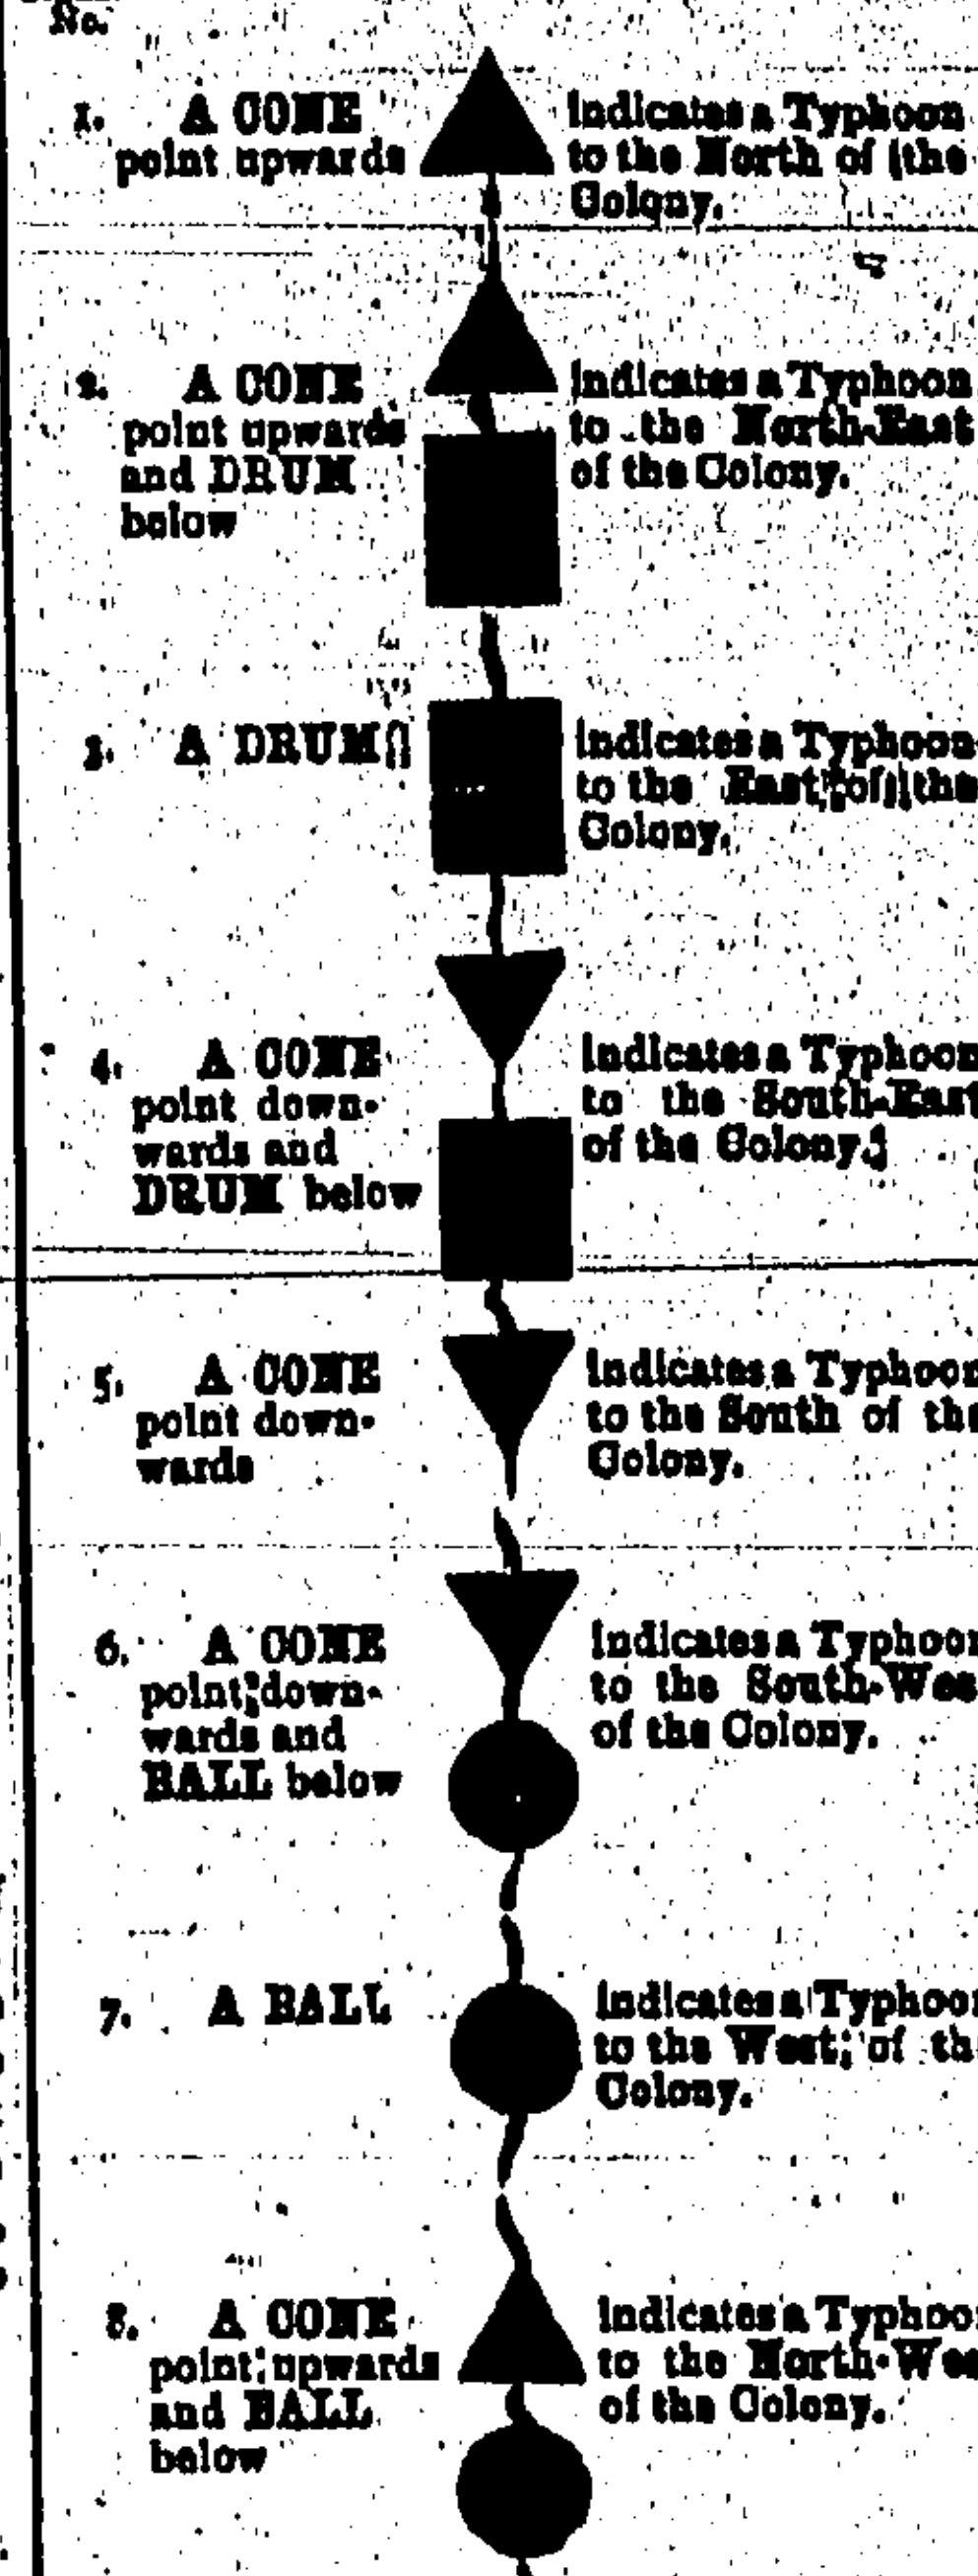 No.
1. A CONE
point upwards
Indicates a Typhoon
to the North of the
Colony.
2. A CONE
point upwards
and DRUM
below
Indicates a Typhoon
to the North-East
of the Colony.
3. A DRUM
Indicates a Typhoon
to the East of the
Colony.
4. A CONE
point down-
wards and
DRUM below
Indicates a Typhoon
to the South-East
of the Colony.
5. A CONE
point down-
wards
Indicates a Typhoon
to the South of the
Colony.
6. A CONE
point down-
wards and
BALL below
Indicates a Typhoon
to the South-Wes
of the Colony.
7. A BALL
Indicates a Typhoon
to the West of th
Colony.
8. A CONE
point upwards
and BALL
below
Indicates a Typhoo
to the North-Wes
of the Colony.